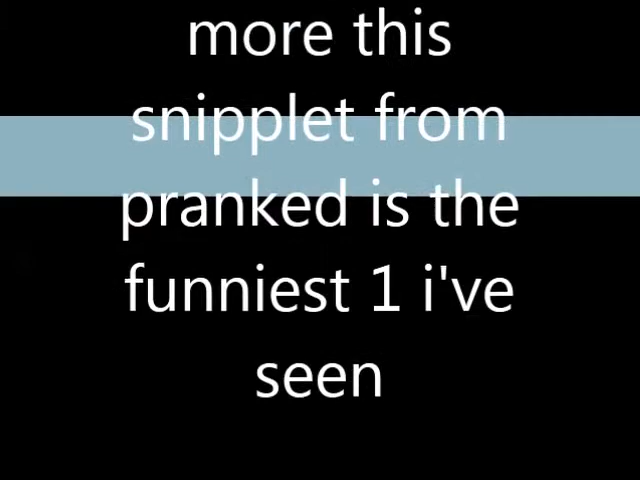 more this
snipplet from
pranked is the
funniest 1 i've
seen